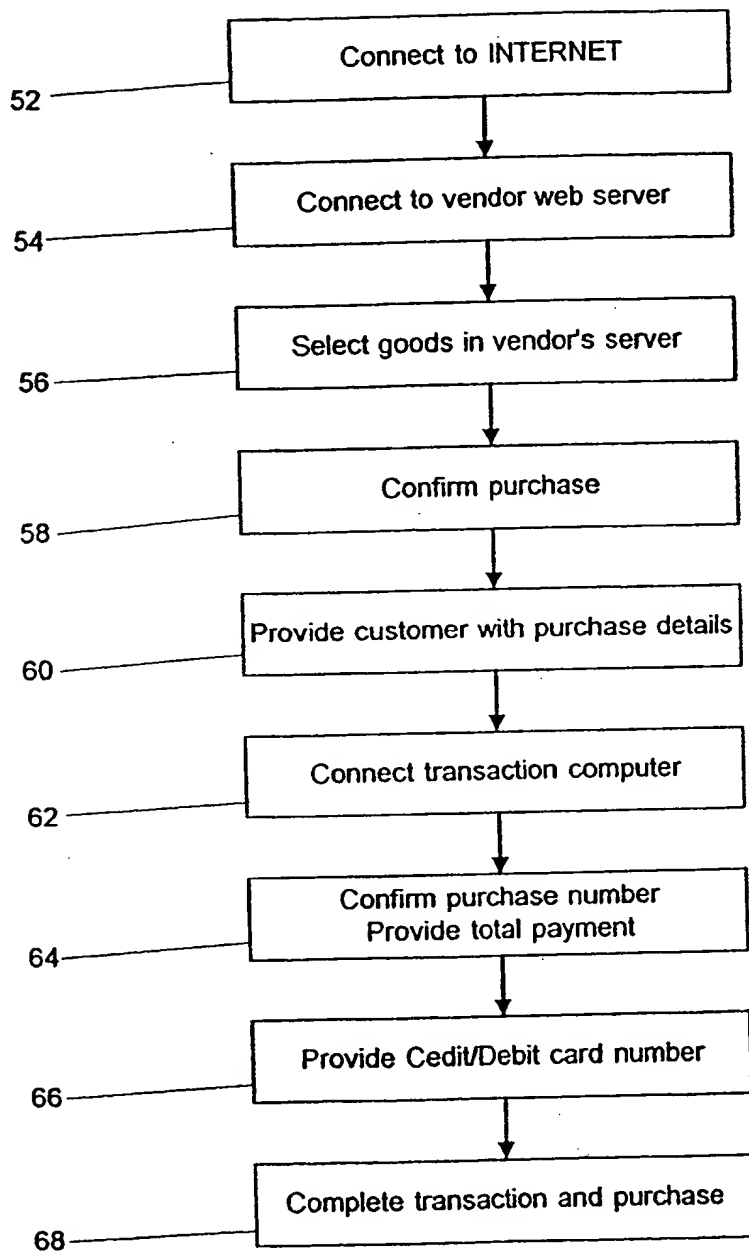 Connect to INTERNET
52
Connect to vendor web server
54
Select goods in vendor's server
56
Confirm purchase
58
Provide customer with purchase details
60
Connect transaction computer
62
Confirm purchase number
Provide total payment
64
Provide Cedit/Debit card number
66
Complete transaction and purchase
68